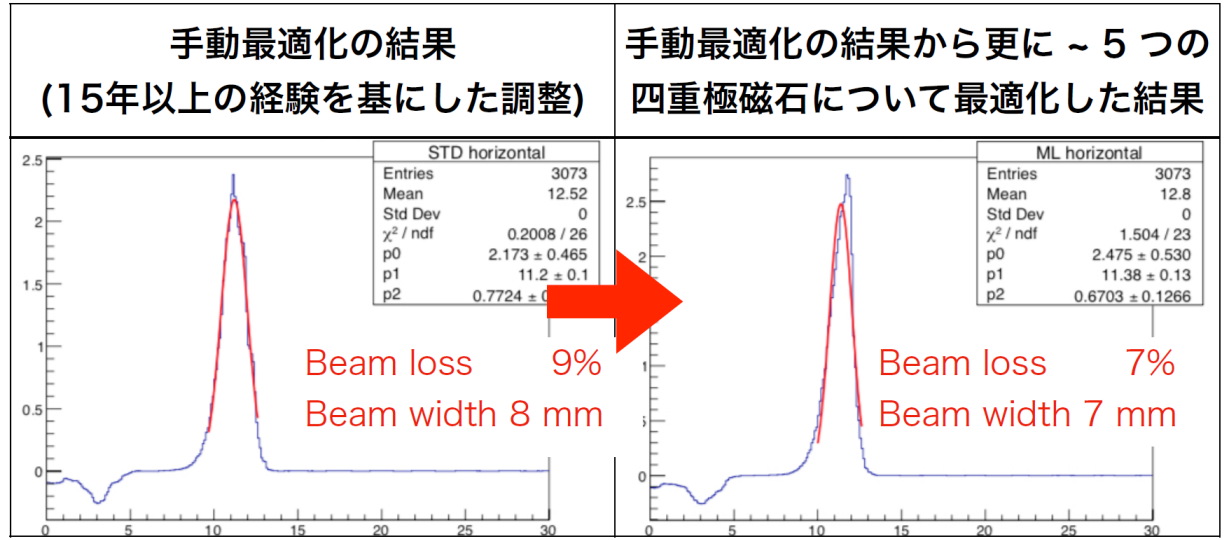 手動最適化の結果
(15年以上の経験を基にした調整)
手動最適化の結果から更に ~ 5 つの
四重極磁石について最適化した結果
STD horizontal
Entries 3073
Mean 12.52
Std Dev 0
χ² / ndf 0.2008 / 26
p0 2.173 ± 0.465
p1 11.2 ± 0.1
p2 0.7724 ±
Beam loss 9%
Beam width 8 mm
2.5
2
1.5
1
0.5
0
0 5 10 15 20 25 30
ML horizontal
Entries 3073
Mean 12.8
Std Dev 0
χ² / ndf 1.504 / 23
p0 2.475 ± 0.530
p1 11.38 ± 0.13
p2 0.6703 ± 0.1266
Beam loss 7%
Beam width 7 mm
2.5
2
1
0
0 5 10 15 20 25 30